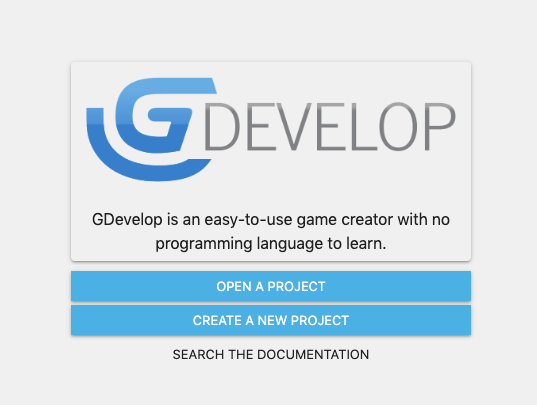 GDEVELOP
GDevelop is an easy-to-use game creator with no
programming language to learn.
OPEN A PROJECT
CREATE A NEW PROJECT
SEARCH THE DOCUMENTATION